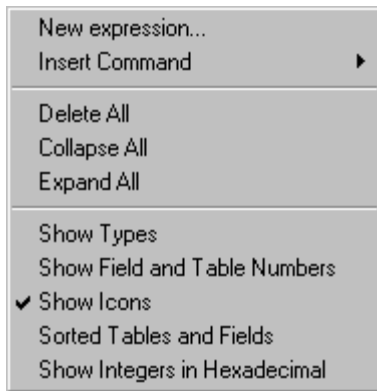 New expression...
Insert Command
Delete All
Collapse All
Expand All
Show Types
Show Field and Table Numbers
Show Icons
Sorted Tables and Fields
Show Integers in Hexadecimal